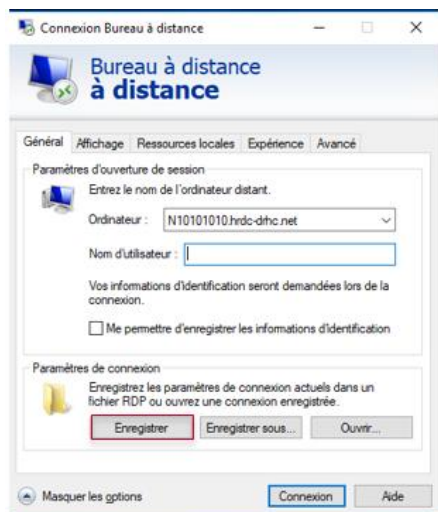 Connexion Bureau à distance
Bureau à distance
à distance
Général Affichage Ressources locales Expérience Avancé
Paramètres d'ouverture de session
Entrez le nom de l'ordinateur distant.
Ordinateur : N10101010.hrdc-drhc.net
Nom d'utilisateur :
Vos informations d'identification seront demandées lors de la
connexion.
Me permettre d'enregistrer les informations d'identification
Paramètres de connexion
Enregistrez les paramètres de connexion actuels dans un
fichier RDP ou ouvrez une connexion enregistrée.
Enregistrer Enregistrer sous... Ouvrir...
Masquer les options Connexion Aide